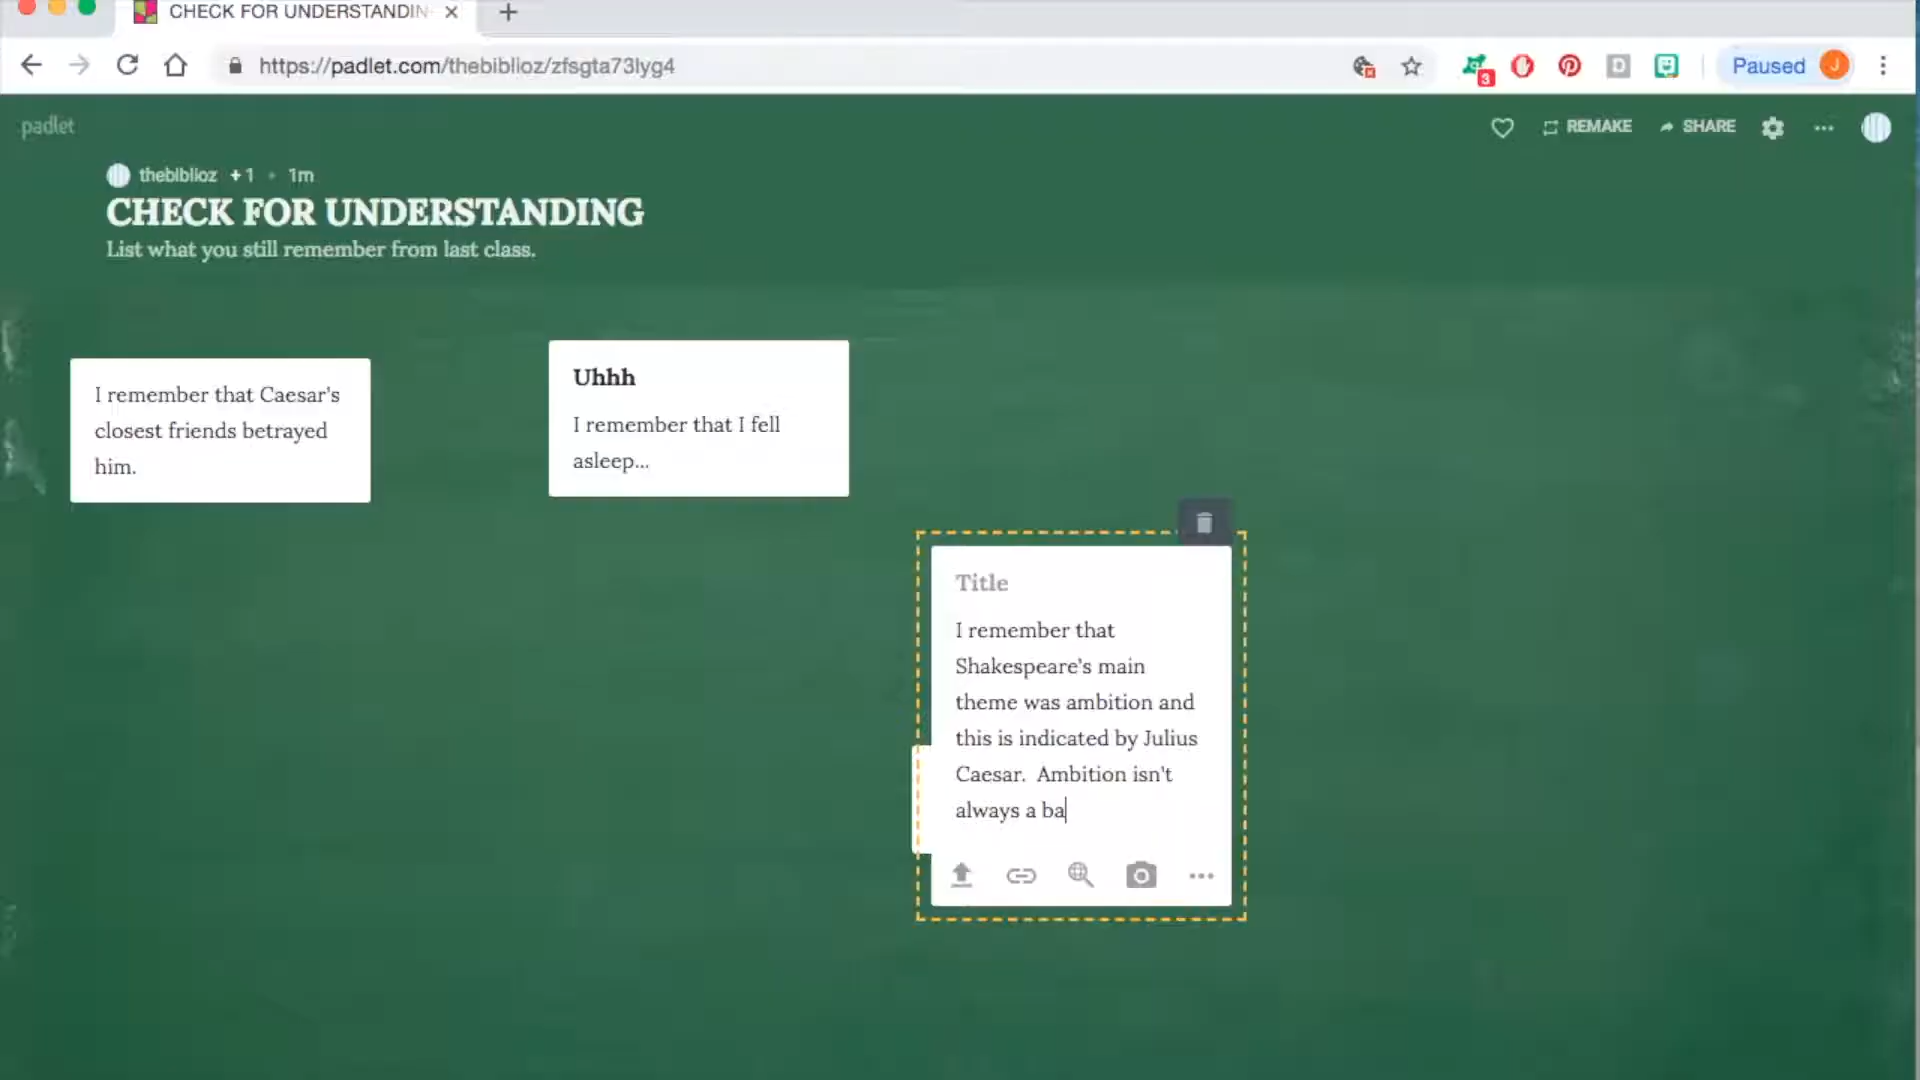 CHECK FOR UNDERSTANDIN
https://padlet.com/thebiblioz/zfsgta73lyg4
3
D
Paused
J
padlet
REMAKE
SHARE
thebiblioz +1 • 1m
CHECK FOR UNDERSTANDING
List what you still remember from last class.
I remember that Caesar's
closest friends betrayed
him.
Uhhh
I remember that I fell
asleep...
Title
I remember that
Shakespeare's main
theme was ambition and
this is indicated by Julius
Caesar.  Ambition isn't
always a ba